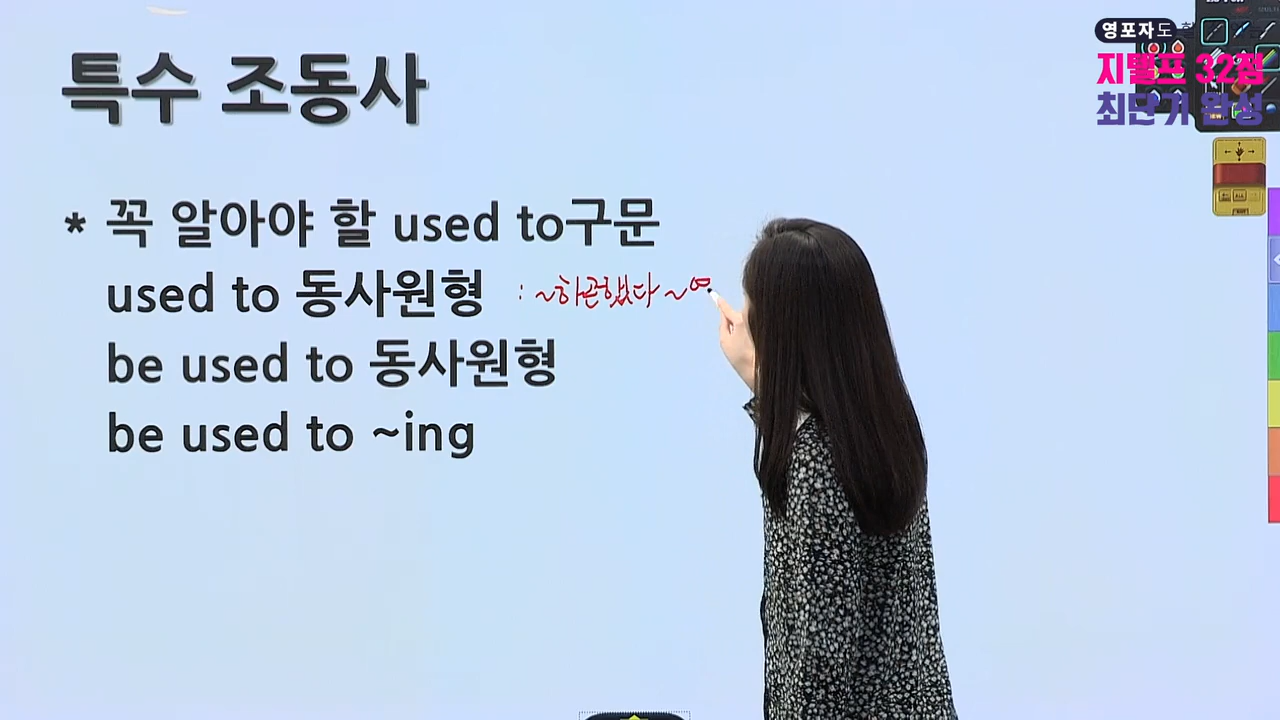 특수 조동사
영포자도
지텔프 32점
최단기 완성
* 꼭 알아야 할 used to구문
used to 동사원형 : ~하곤했다 ~
be used to 동사원형
be used to ~ing